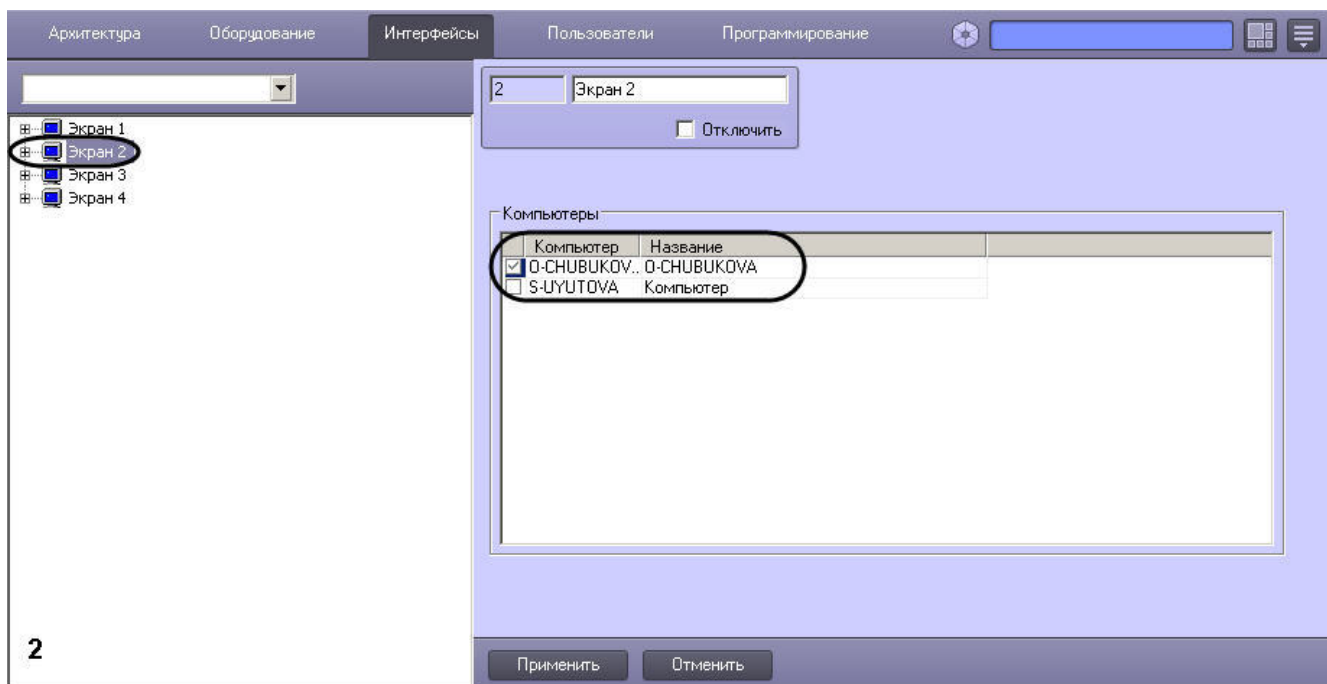 Архитектура Оборудование Интерфейсы Пользователи Программирование
2 Экран 2
Отключить
Экран 1
Экран 2
Экран 3
Экран 4
Компьютеры
Компьютер Название
O-CHUBUKOV... O-CHUBUKOVA
S-UYUTOVA Компьютер
2
Применить Отменить